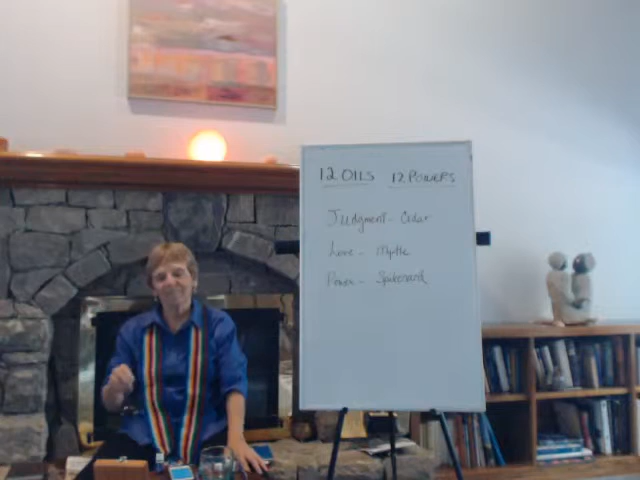 12 OILS 12 POWERS
Judgment - Cedar
Love - Myrtle
Power - Spikenard